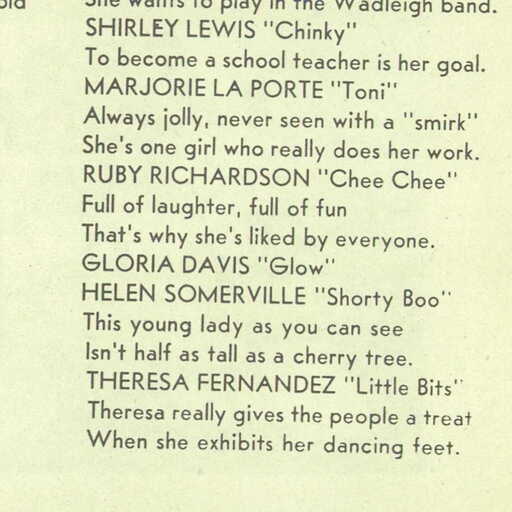 old
She wants to play in the Wadleigh band.
SHIRLEY LEWIS "Chinky"
To become a school teacher is her goal.
MARJORIE LA PORTE "Toni"
Always jolly, never seen with a "smirk"
She's one girl who really does her work.
RUBY RICHARDSON "Chee Chee"
Full of laughter, full of fun
That's why she's liked by everyone.
GLORIA DAVIS "Glow"
HELEN SOMERVILLE "Shorty Boo"
This young lady as you can see
Isn't half as tall as a cherry tree.
THERESA FERNANDEZ "Little Bits"
Theresa really gives the people a treat
When she exhibits her dancing feet.